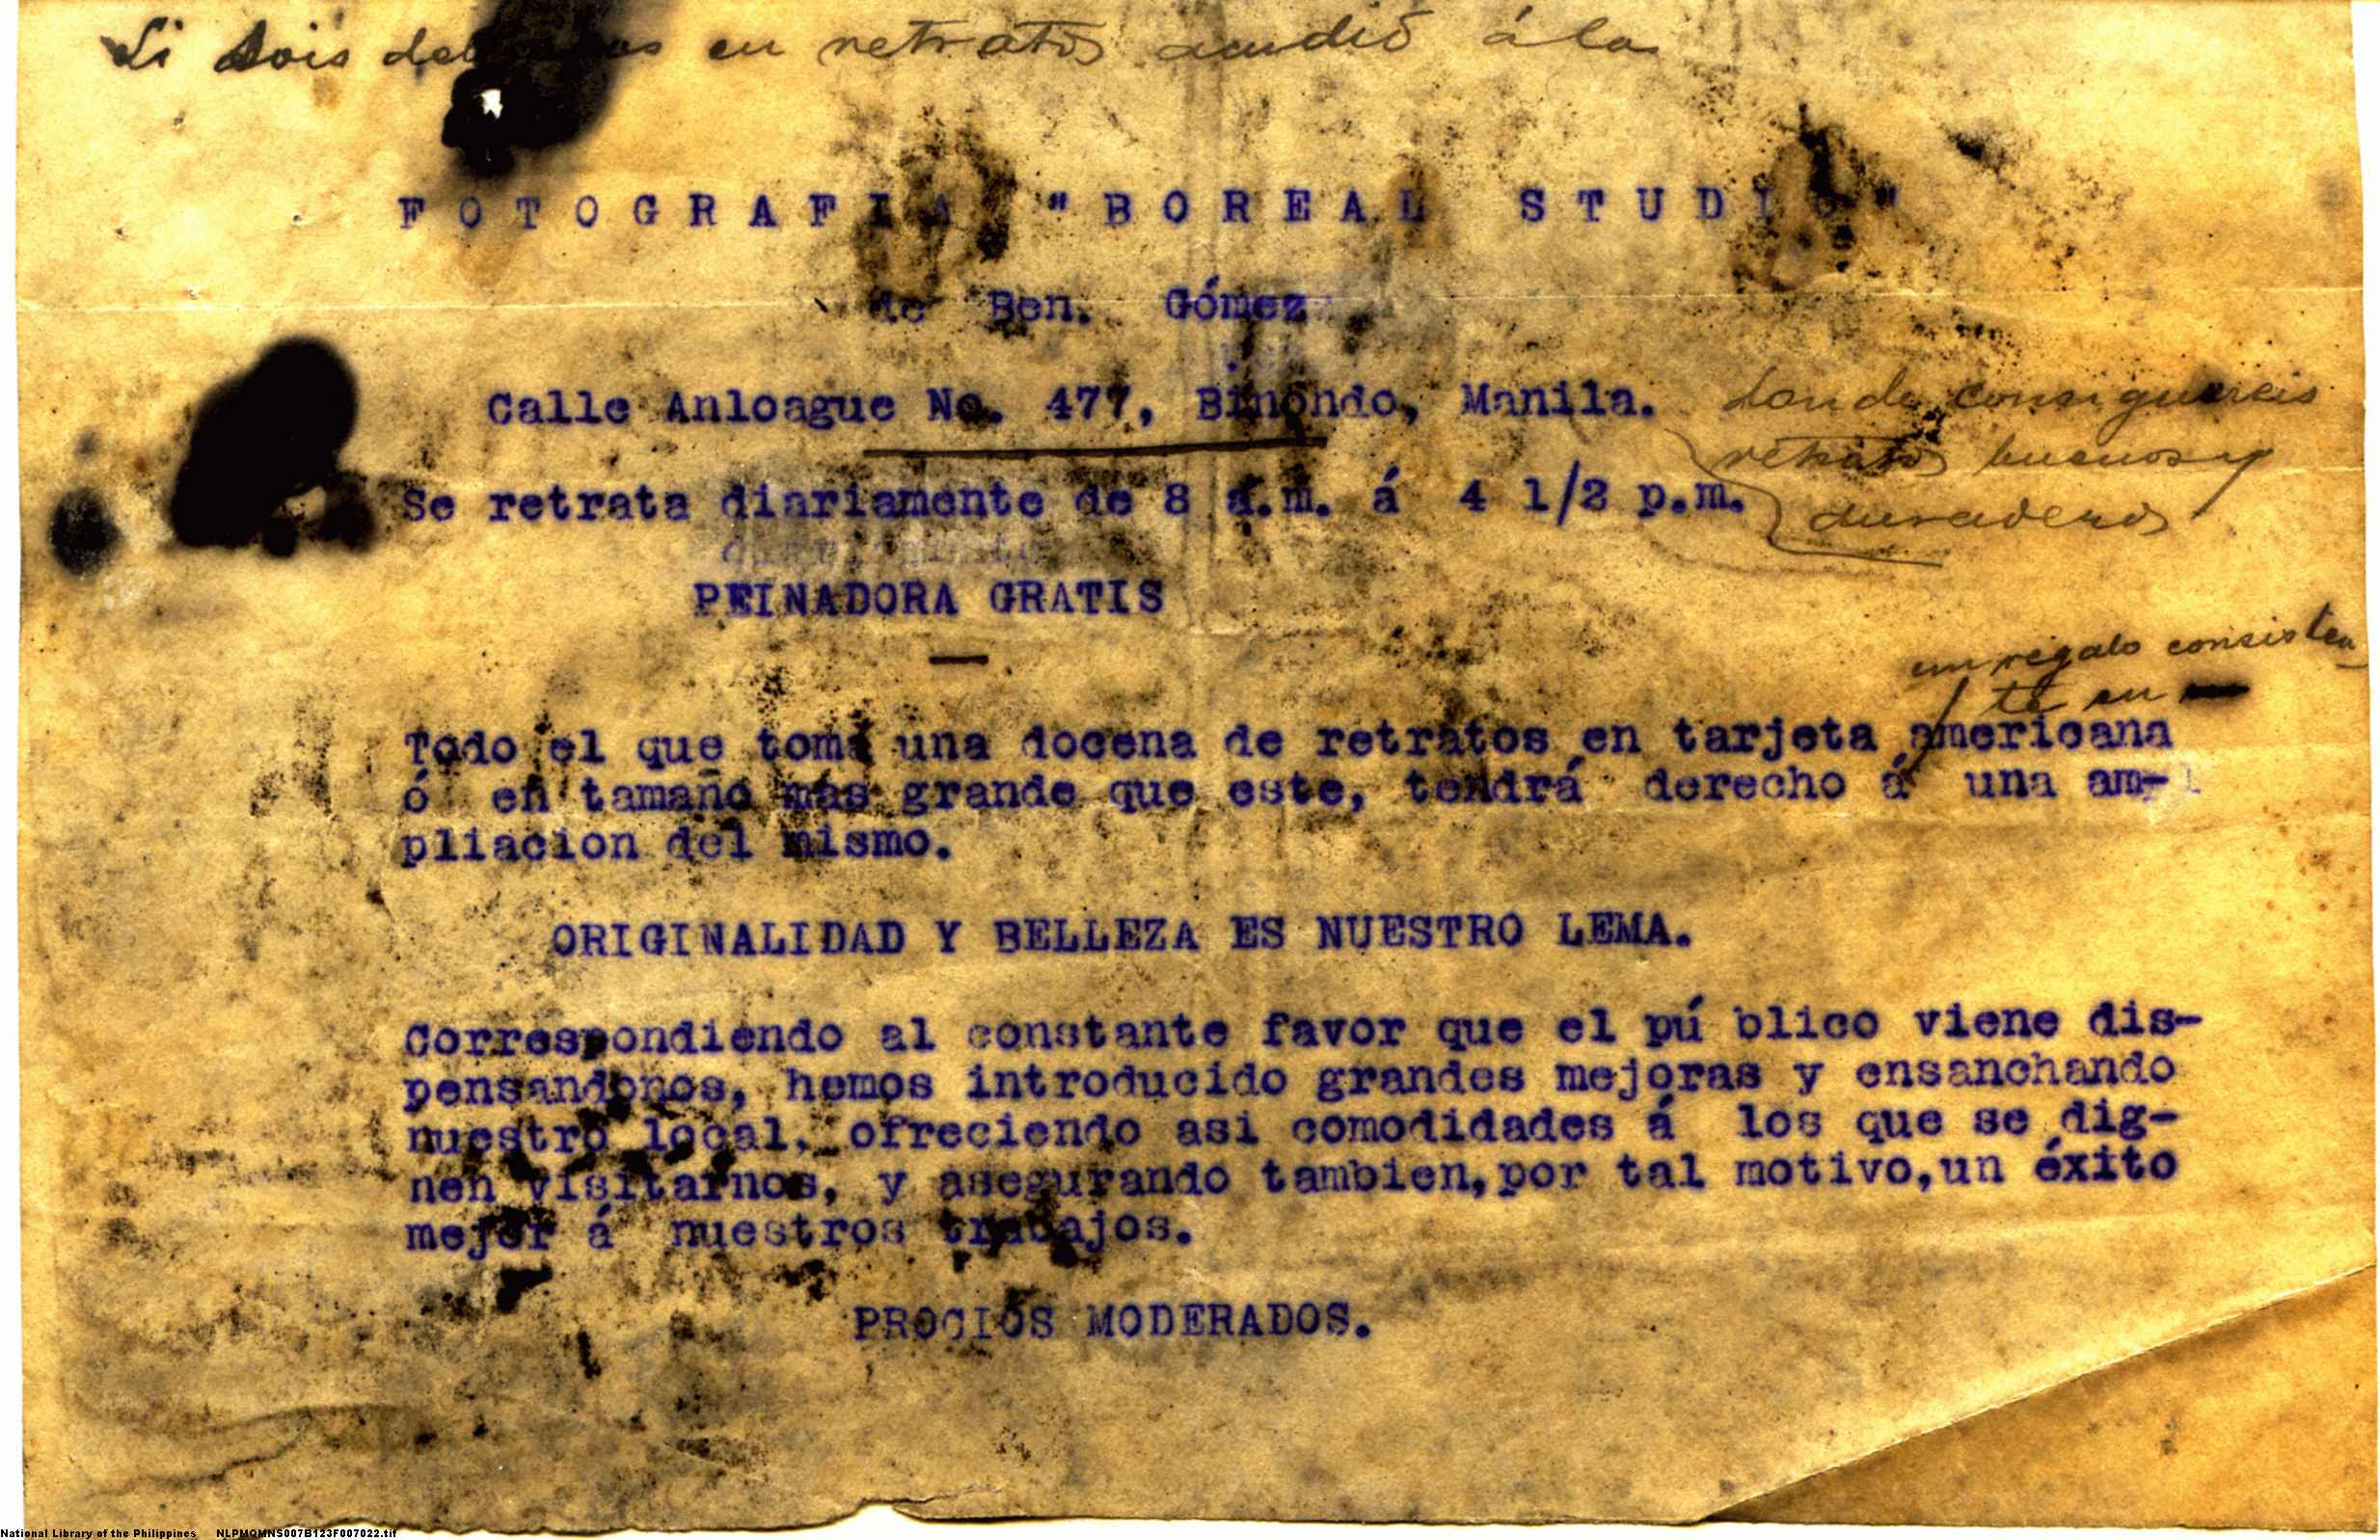 Si sois en retratos acudid á la
FOTOGRAFIA "BOREAL STUDIO"
de Ben. Gómez
Calle Anloague No. 477, Binondo, Manila.
donde conseguireis
retratos buenos y
duraderos
Se retrata diariamente de 8 a.m. á 4 1/2 p.m.
PEINADORA GRATIS
un regalo consisten
te en
Todo el que toma una docena de retratos en tarjeta americana
ó en tamaño mas grande que este, tendrá derecho á una am-
pliacion del mismo.
ORIGINALIDAD Y BELLEZA ES NUESTRO LEMA.
Correspondiendo al constante favor que el pú blico viene dis-
pensandonos, hemos introducido grandes mejoras y ensanchando
nuestro local, ofreciendo asi comodidades á los que se dig-
nen visitarnos, y asegurando tambien,por tal motivo,un éxito
mejor á nuestros trabajos.
PROCIOS MODERADOS.
National Library of the Philippines NLPMQMNS007B123F007022.tif